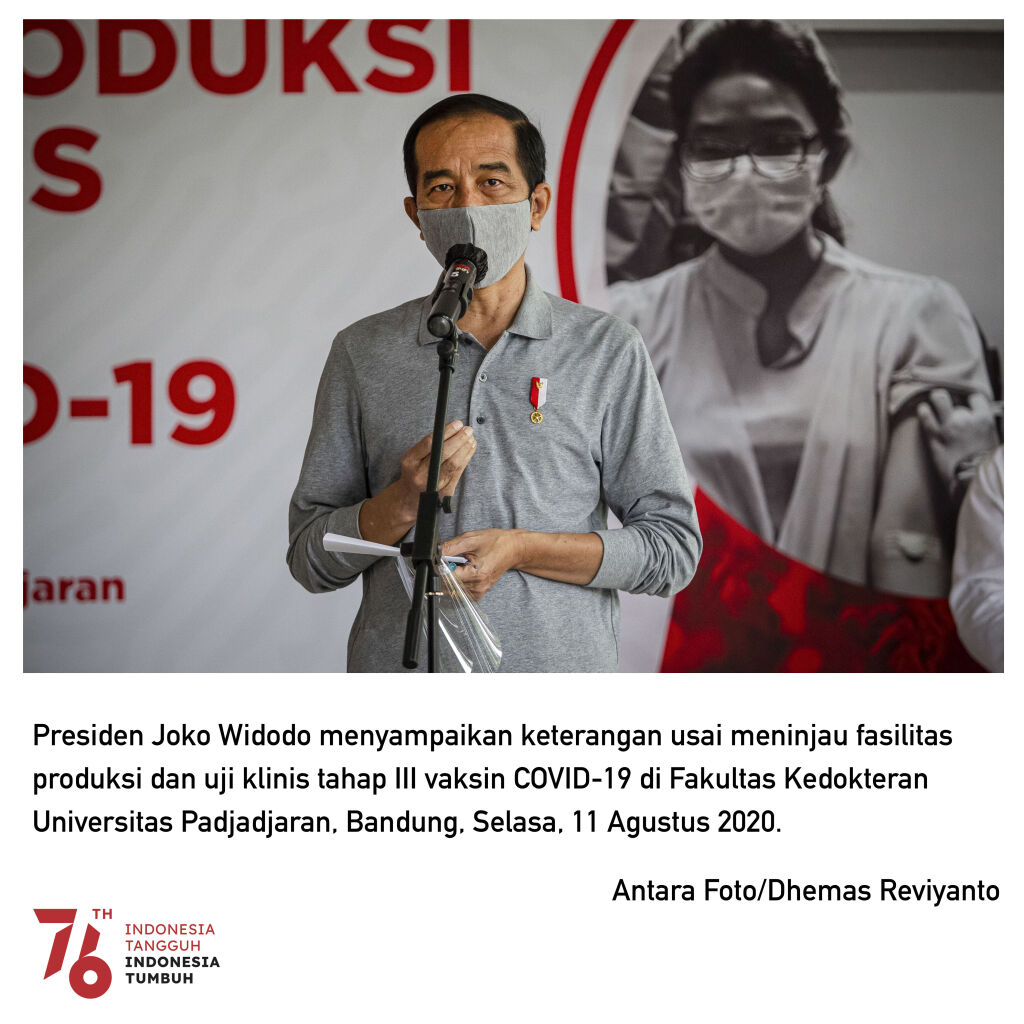 ODUKSI
S
D-19
jaran
Presiden Joko Widodo menyampaikan keterangan usai meninjau fasilitas
produksi dan uji klinis tahap III vaksin COVID-19 di Fakultas Kedokteran
Universitas Padjadjaran, Bandung, Selasa, 11 Agustus 2020.
Antara Foto/Dhemas Reviyanto
76TH
INDONESIA
TANGGUH
INDONESIA
TUMBUH